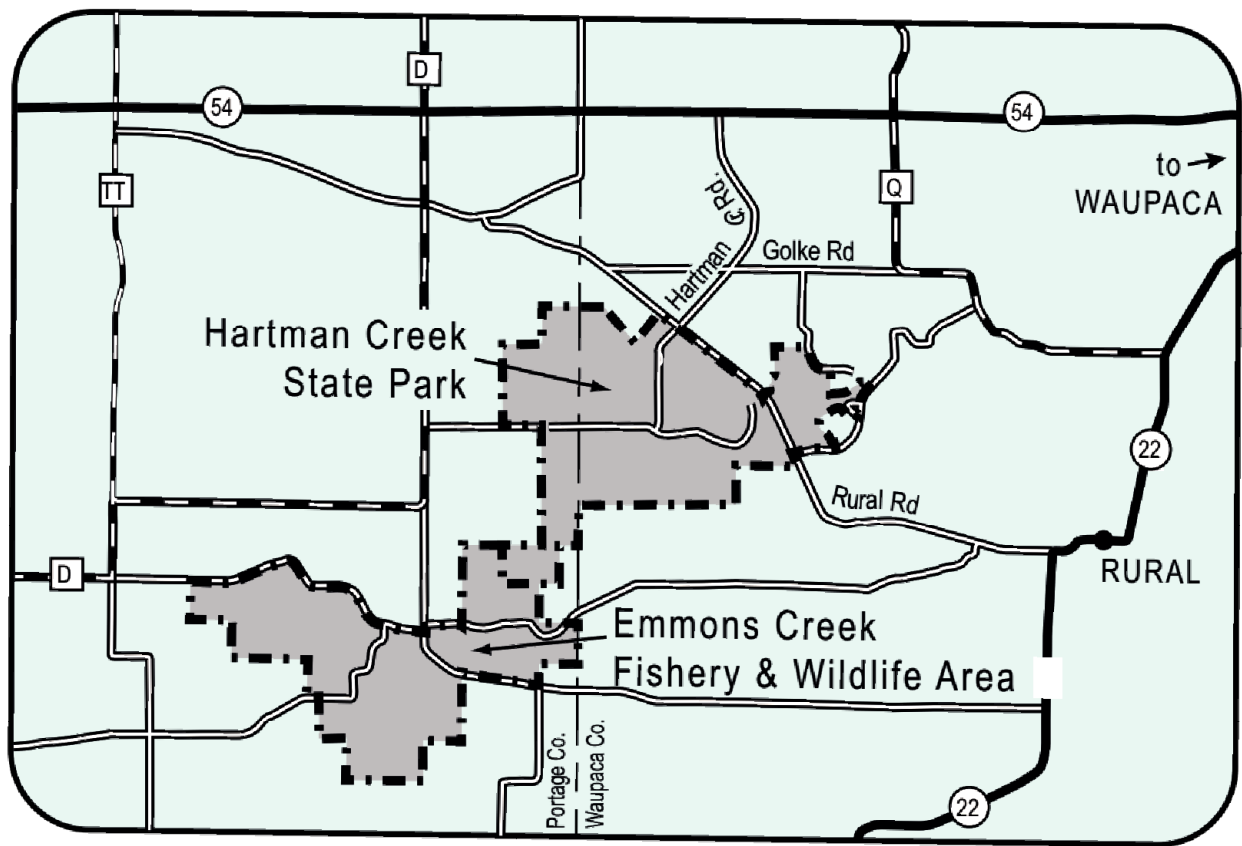 D
54
54
to
WAUPACA
TT
Q
Hartman
Rd.
Golke Rd
Hartman Creek
State Park
22
Rural Rd
D
RURAL
Emmons Creek
Fishery & Wildlife Area
Portage Co.
Waupaca Co.
22